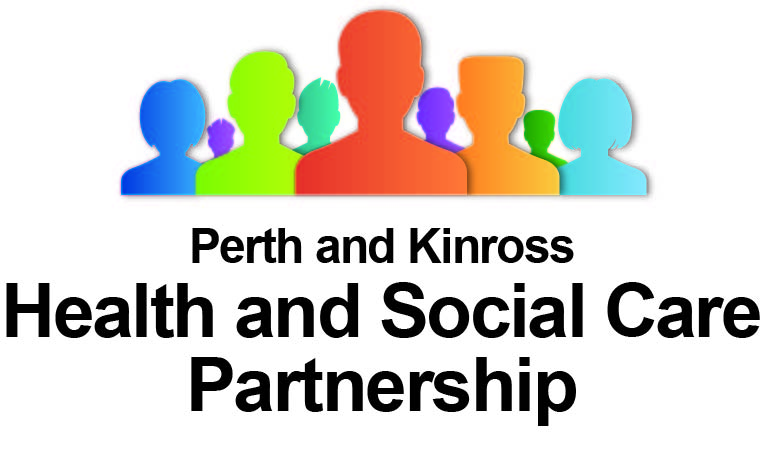 Perth and Kinross
Health and Social Care
Partnership